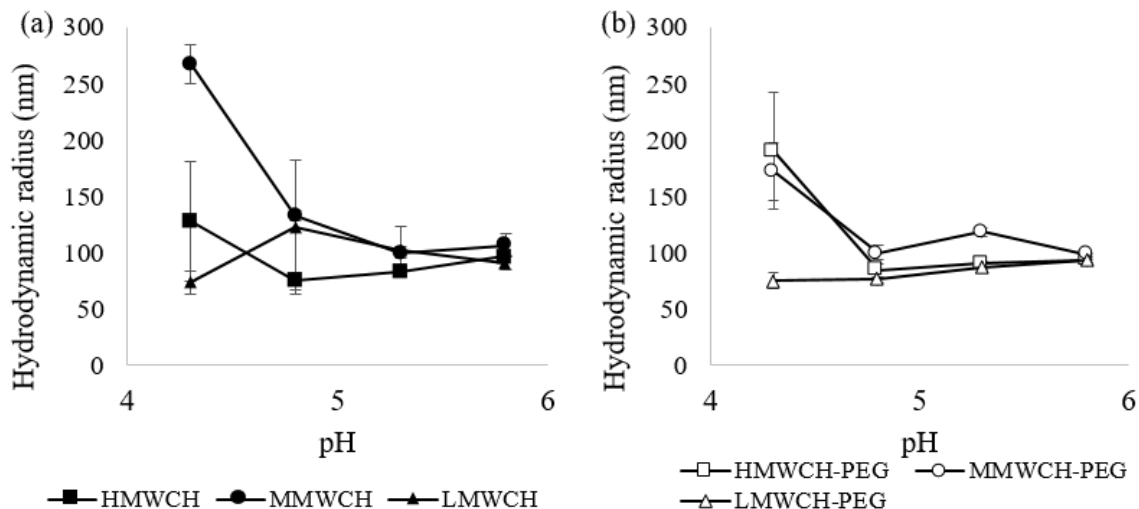 (a)
Hydrodynamic radius (nm)
300
250
200
150
100
50
0
4
5
6
pH
HMWCH
MMWCH
LMWCH
(b)
Hydrodynamic radius (nm)
300
250
200
150
100
50
0
4
5
6
pH
HMWCH-PEG
MMWCH-PEG
LMWCH-PEG